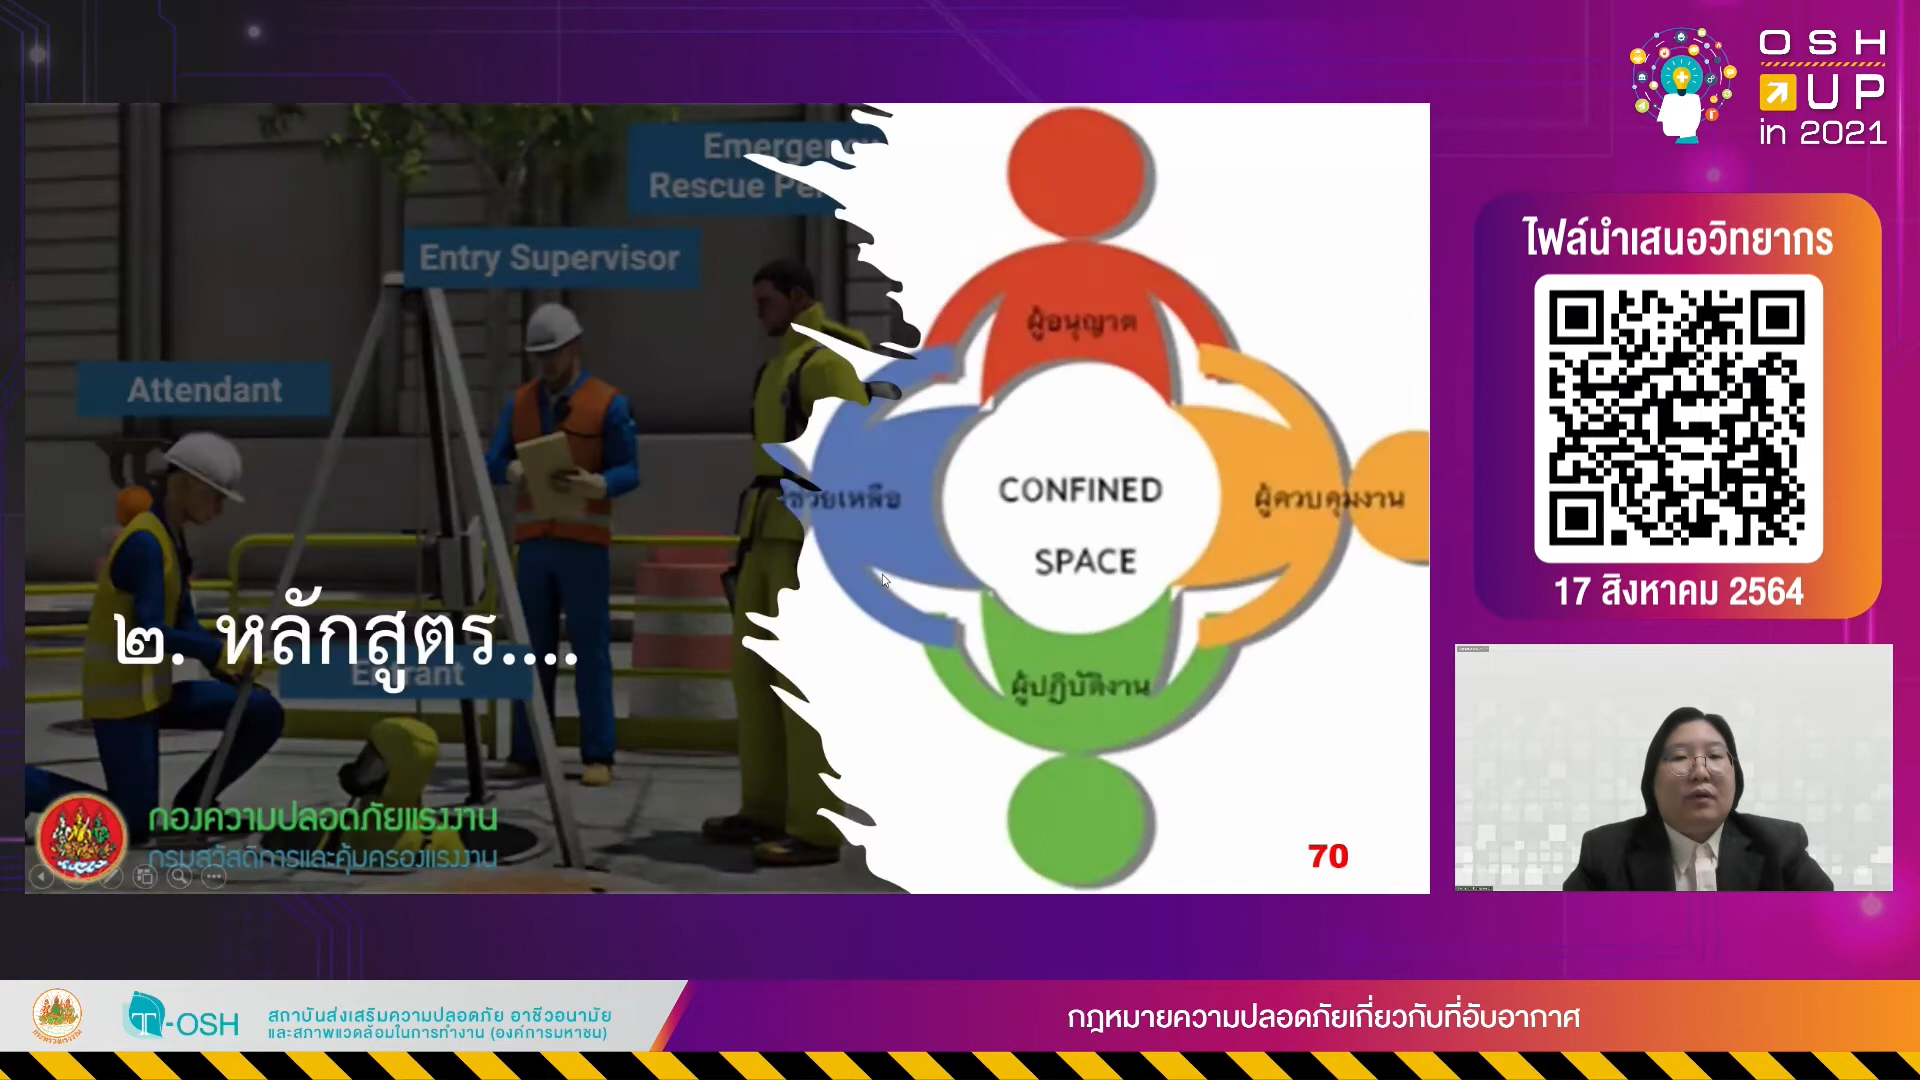 OSH
UP
in 2021
Emergency
Rescue Pe
Entry Supervisor
Attendant
๒. หลักสูตร....
กองความปลอดภัยแรงงาน
กรมสวัสดิการและคุ้มครองแรงงาน
ผู้อนุญาต
ช่วยเหลือ
CONFINED
SPACE
ผู้ควบคุมงาน
ผู้ปฏิบัติงาน
70
ไฟล์นำเสนอวิทยากร
17 สิงหาคม 2564
T-OSH
สถาบันส่งเสริมความปลอดภัย อาชีวอนามัย
และสภาพแวดล้อมในการทำงาน (องค์การมหาชน)
กฎหมายความปลอดภัยเกี่ยวกับที่อับอากาศ